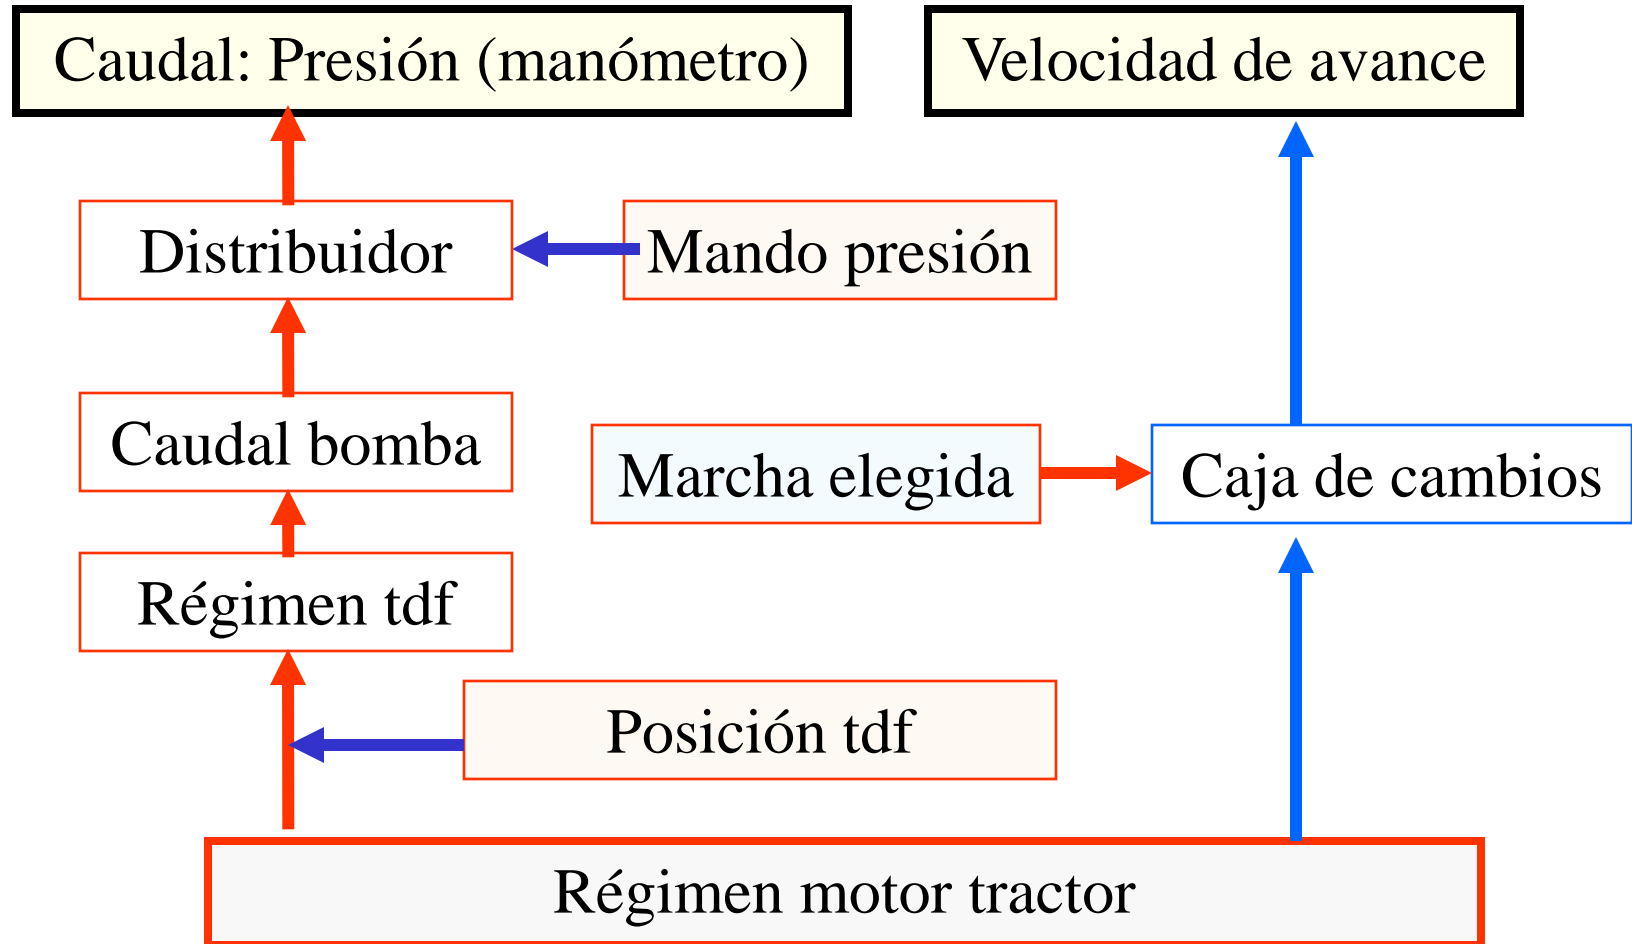 Caudal: Presión (manómetro)
Velocidad de avance
Distribuidor
Mando presión
Caudal bomba
Marcha elegida
Caja de cambios
Régimen tdf
Posición tdf
Régimen motor tractor